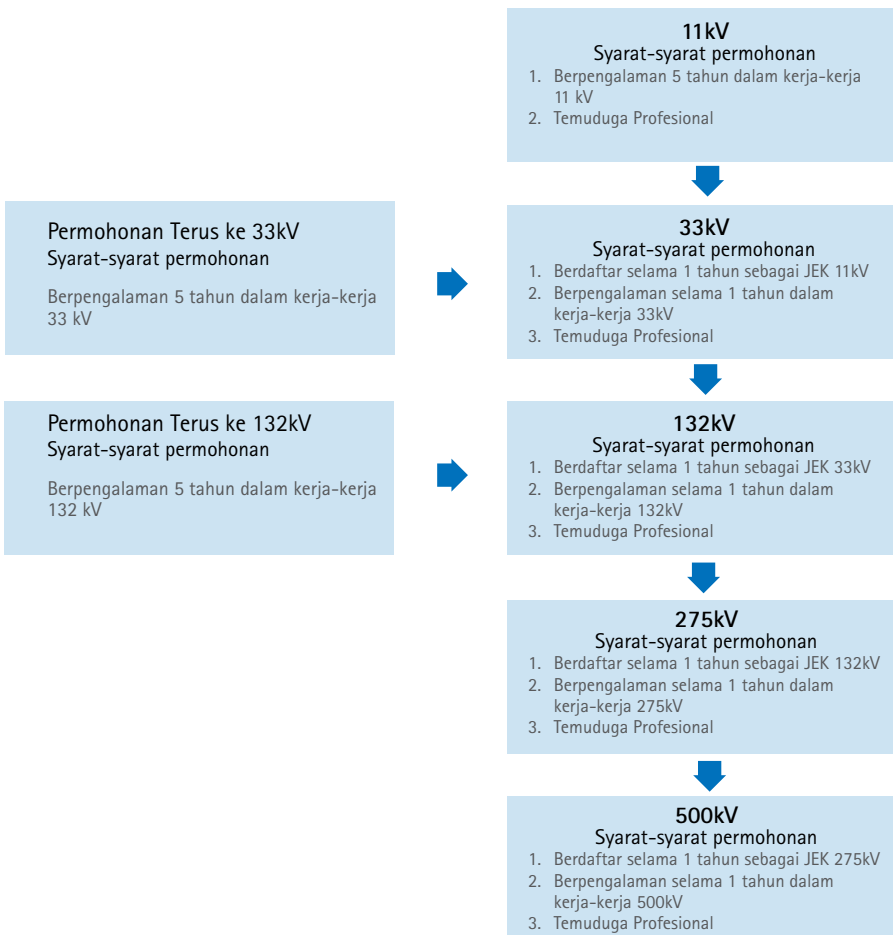 11kV
Syarat-syarat permohonan
1. Berpengalaman 5 tahun dalam kerja-kerja
11 kV
2. Temuduga Profesional
Permohonan Terus ke 33kV
Syarat-syarat permohonan
Berpengalaman 5 tahun dalam kerja-kerja
33 kV
33kV
Syarat-syarat permohonan
1. Berdaftar selama 1 tahun sebagai JEK 11kV
2. Berpengalaman selama 1 tahun dalam
kerja-kerja 33kV
3. Temuduga Profesional
Permohonan Terus ke 132kV
Syarat-syarat permohonan
Berpengalaman 5 tahun dalam kerja-kerja
132 kV
132kV
Syarat-syarat permohonan
1. Berdaftar selama 1 tahun sebagai JEK 33kV
2. Berpengalaman selama 1 tahun dalam
kerja-kerja 132kV
3. Temuduga Profesional
275kV
Syarat-syarat permohonan
1. Berdaftar selama 1 tahun sebagai JEK 132kV
2. Berpengalaman selama 1 tahun dalam
kerja-kerja 275kV
3. Temuduga Profesional
500kV
Syarat-syarat permohonan
1. Berdaftar selama 1 tahun sebagai JEK 275kV
2. Berpengalaman selama 1 tahun dalam
kerja-kerja 500kV
3. Temuduga Profesional